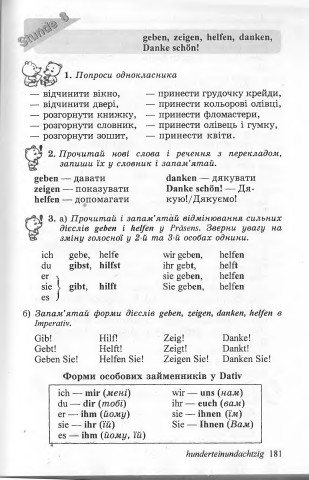 Stunde 8
geben, zeigen, helfen, danken,
Danke schön!
1. Попроси однокласника
— відчинити вікно, — принести грудочку крейди,
— відчинити двері, — принести кольорові олівці,
— розгорнути книжку, — принести фломастери,
— розгорнути словник, — принести олівець і гумку,
— розгорнути зошит, — принести квіти.
2. Прочитай нові слова і речення з перекладом,
запиши їх у словник і запам'ятай.
geben — давати danken — дякувати
zeigen — показувати Danke schön! — Дя-
helfen — допомагати кую!/Дякуємо!
3. а) Прочитай і запам'ятай відмінювання сильних
дієслів geben і helfen у Präsens. Зверни увагу на
зміну голосної у 2-й та 3-й особах однини.
ich gebe, helfe wir geben, helfen
du gibst, hilfst ihr gebt, helft
er sie geben, helfen
sie } gibt, hilft Sie geben, helfen
es
б) Запам'ятай форми дієслів geben, zeigen, danken, helfen в
Imperativ.
Gib! Hilf! Zeig! Danke!
Gebt! Helft! Zeigt! Dankt!
Geben Sie! Helfen Sie! Zeigen Sie! Danken Sie!
Форми особових займенників у Dativ
ich — mir (мені) wir — uns (нам)
du — dir (тобі) ihr — euch (вам)
er — ihm (йому) sie — ihnen (їм)
sie — ihr (їй) Sie — Ihnen (Вам)
es — ihm (йому, їй)
hunderteinundachtzig 181